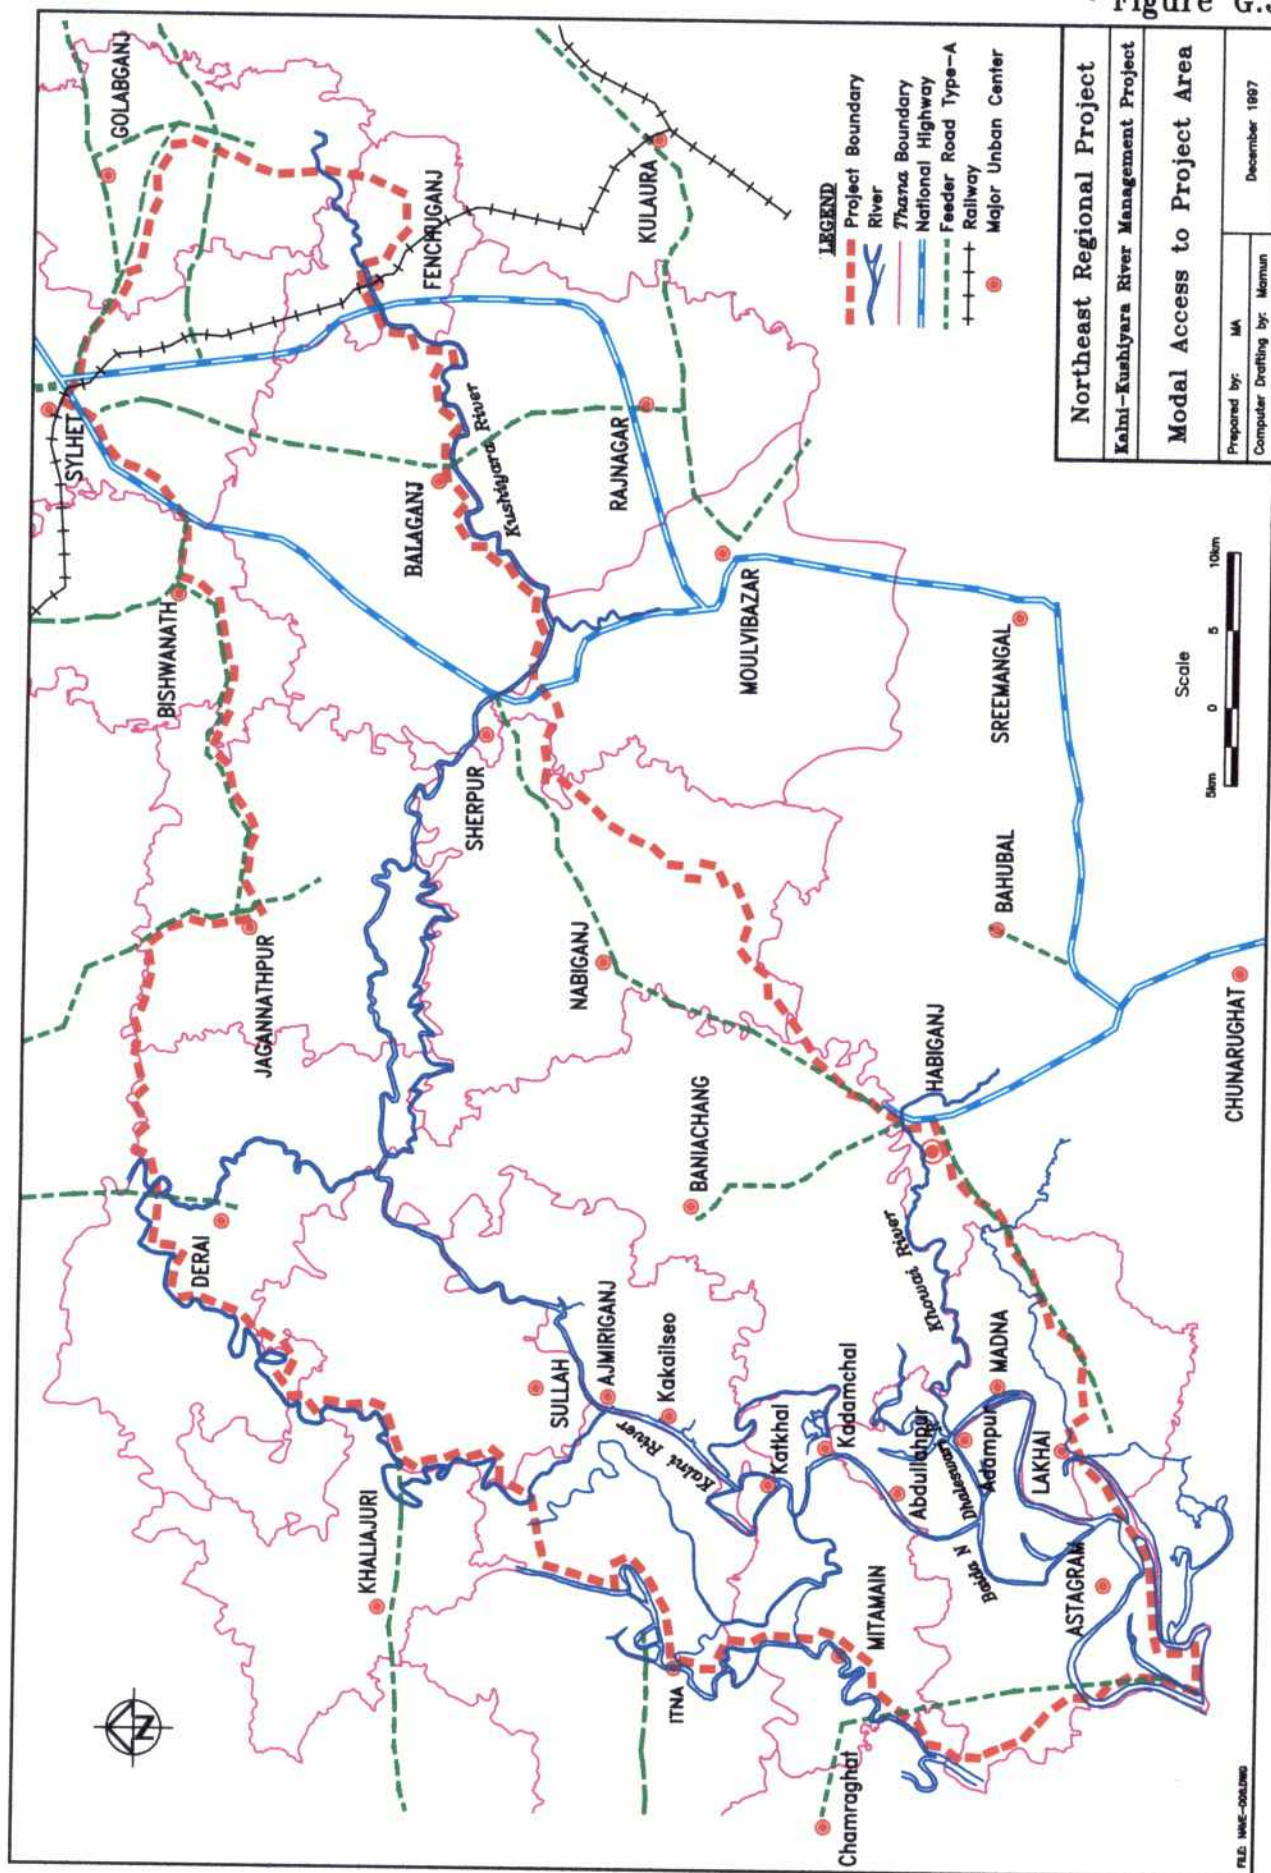 Figure G.
GOLABGANJ
SYLHET
FENCHUGANJ
KULAURA
BISHWANATH
BALAGANJ
Kushiyara River
RAJNAGAR
MOULVIBAZAR
SHERPUR
SREEMANGAL
JAGANNATHPUR
NABIGANJ
BAHUBAL
CHUNARUGHAT
HABIGANJ
BANIACHANG
DERAI
Khowai River
SULLAH
AJMIRIGANJ
Kakailseo
Kalni River
MADNA
Katkhal
Kadamchal
Abdullahpur
Adampur
LAKHAI
Baida N
Dhaleswari R
KHALIAJURI
ASTAGRAM
MITAMAIN
ITNA
Chamraghat
N
LEGEND
Project Boundary
River
Thana Boundary
National Highway
Feeder Road Type-A
Railway
Major Unban Center
Scale
5km 0 5 10km
Northeast Regional Project
Kalni-Kushiyara River Management Project
Modal Access to Project Area
Prepared by: MA
Computer Drafting by: Mamun
December 1997